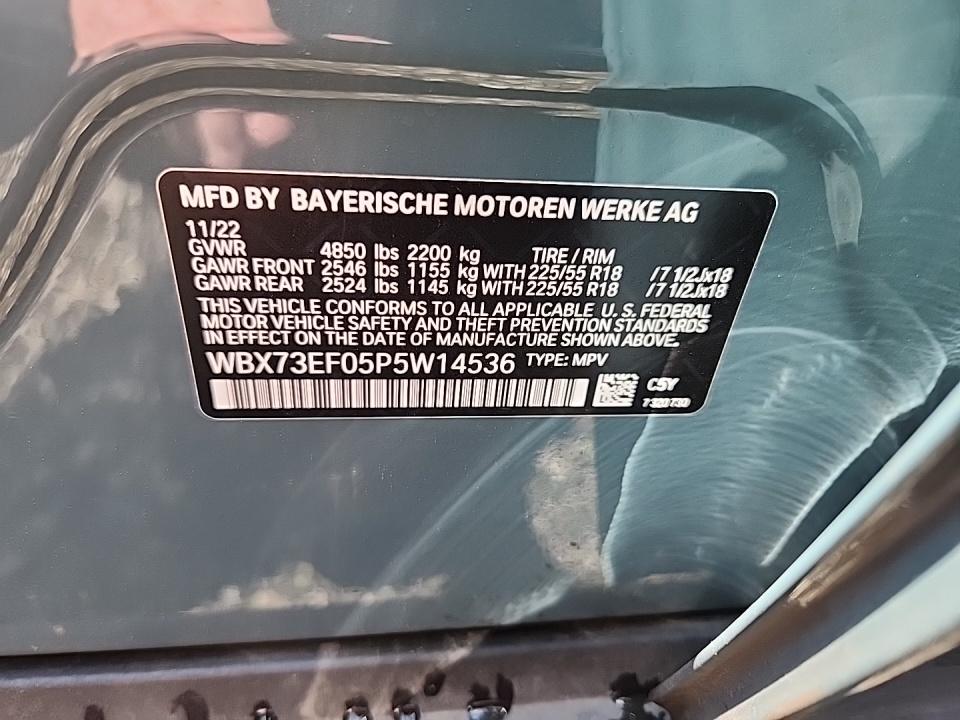 MFD BY BAYERISCHE MOTOREN WERKE AG
11/22
GVWR 4850 lbs 2200 kg TIRE / RIM
GAWR FRONT 2546 lbs 1155 kg WITH 225/55 R18 /7 1/2Jx18
GAWR REAR 2524 lbs 1145 kg WITH 225/55 R18 /7 1/2Jx18
THIS VEHICLE CONFORMS TO ALL APPLICABLE U. S. FEDERAL
MOTOR VEHICLE SAFETY AND THEFT PREVENTION STANDARDS
IN EFFECT ON THE DATE OF MANUFACTURE SHOWN ABOVE.
WBX73EF05P5W14536 TYPE: MPV
C5Y
7320730